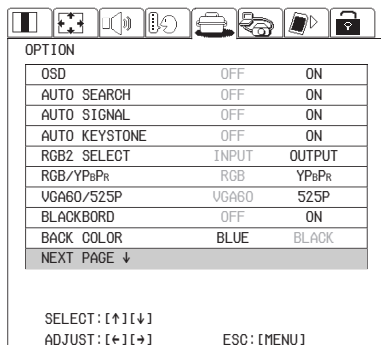 OPTION
OSD OFF ON
AUTO SEARCH OFF ON
AUTO SIGNAL OFF ON
AUTO KEYSTONE OFF ON
RGB2 SELECT INPUT OUTPUT
RGB/YPBPR RGB YPBPR
VGA60/525P VGA60 525P
BLACKBORD OFF ON
BACK COLOR BLUE BLACK
NEXT PAGE ↓
SELECT:[↑][↓]
ADJUST:[←][→] ESC:[MENU]